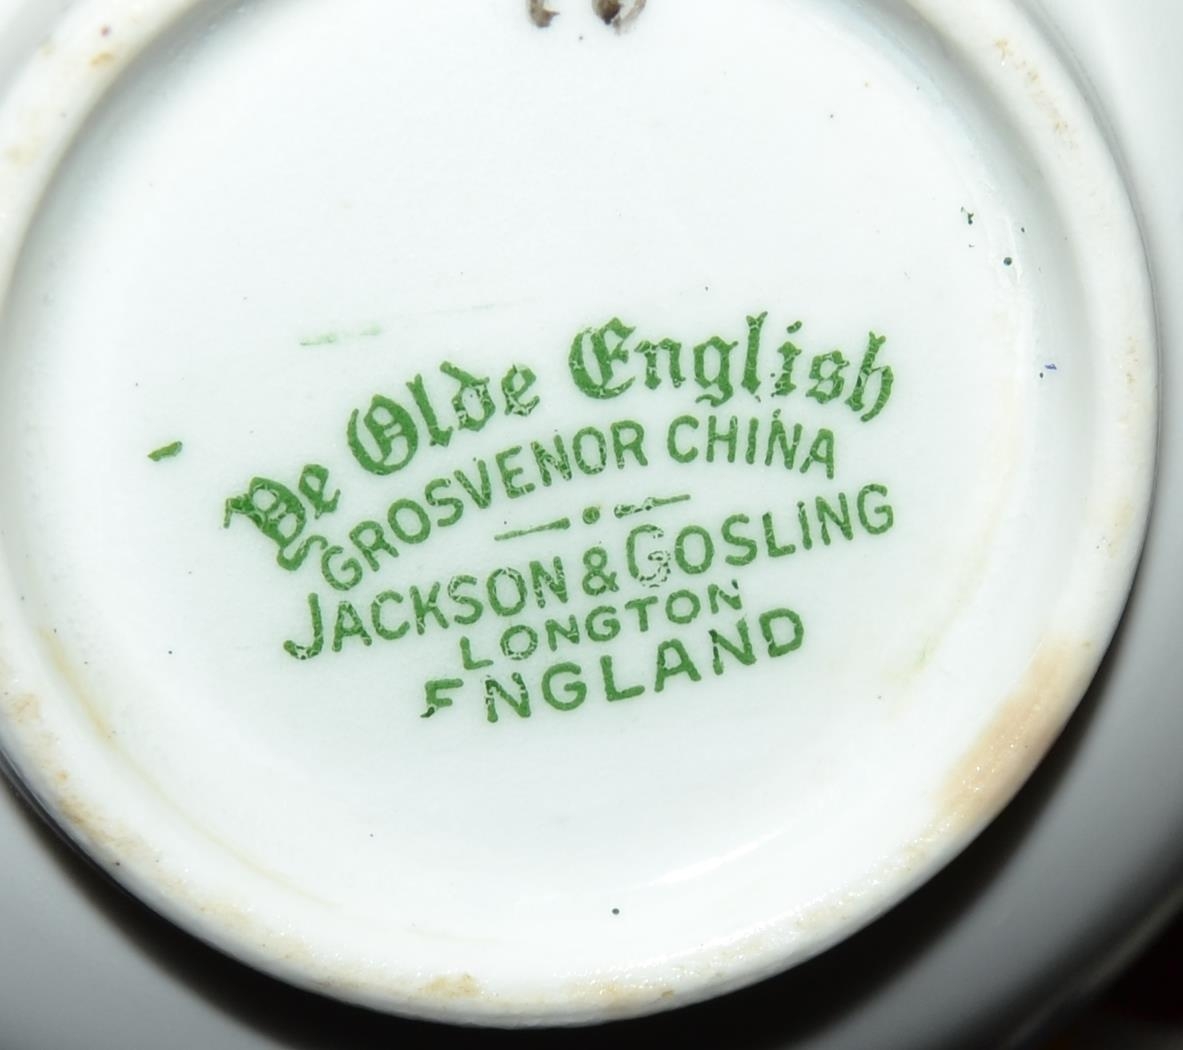 Ye Olde English
GROSVENOR CHINA
JACKSON & GOSLING
LONGTON
ENGLAND